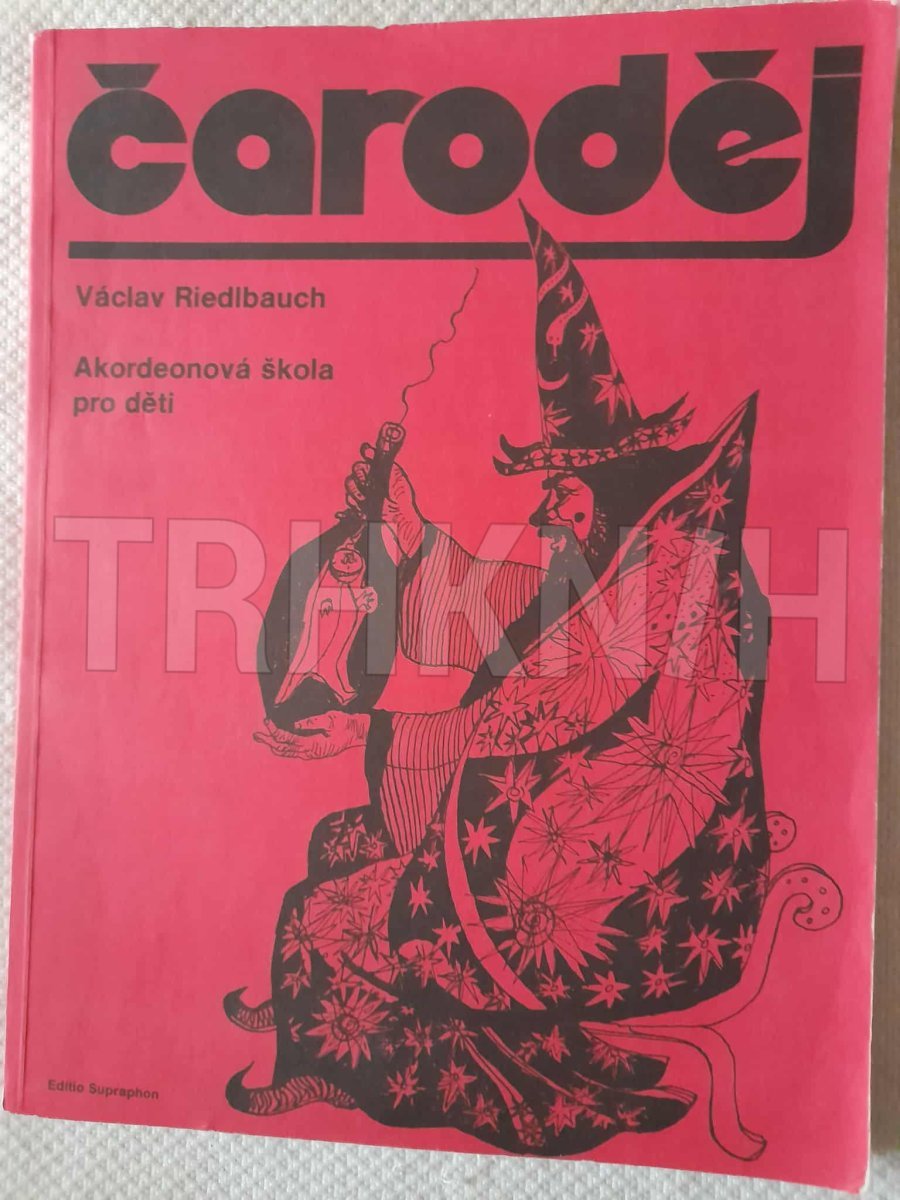 čaroděj
Václav Riedlbauch
Akordeonová škola
pro děti
TRHKNIH
Editio Supraphon